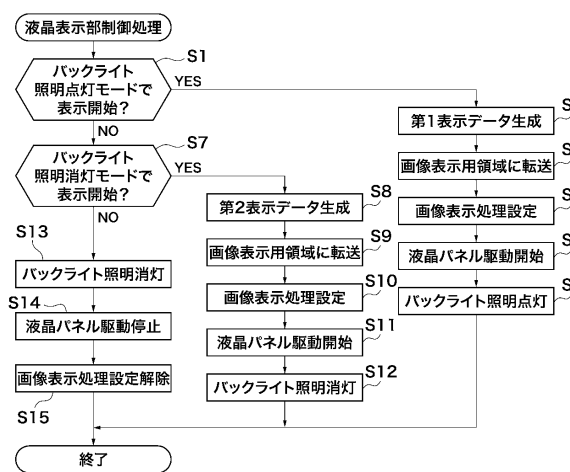 液晶表示部制御処理
S1
バックライト
照明点灯モードで
表示開始？
YES
NO
S7
バックライト
照明消灯モードで
表示開始？
YES
NO
S13
バックライト照明消灯
S14
液晶パネル駆動停止
画像表示処理設定解除
S15
終了
S8
第2表示データ生成
S9
画像表示用領域に転送
S10
画像表示処理設定
S11
液晶パネル駆動開始
S12
バックライト照明消灯
第1表示データ生成
画像表示用領域に転送
画像表示処理設定
液晶パネル駆動開始
バックライト照明点灯